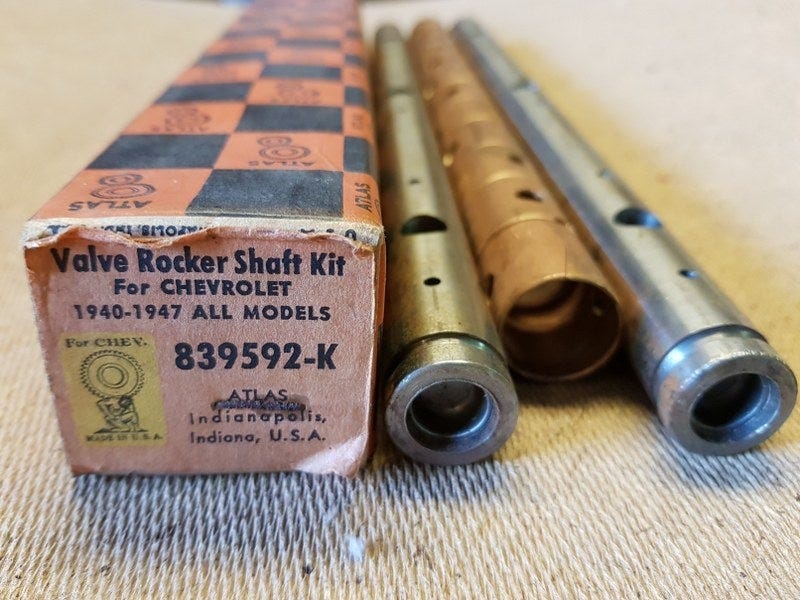 ATLAS
ATLAS
ATLAS
ATLAS
Valve Rocker Shaft Kit
For CHEVROLET
1940-1947 ALL MODELS
For CHEV.
839592-K
MADE IN U.S.A.
ATLAS
Indianapolis,
Indiana, U.S.A.